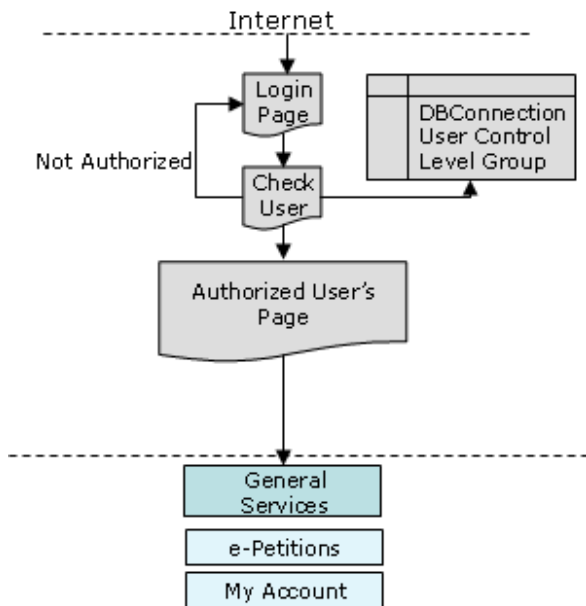 Internet
Login
Page
DBConnection
User Control
Level Group
Not Authorized
Check
User
Authorized User's
Page
General
Services
e-Petitions
My Account